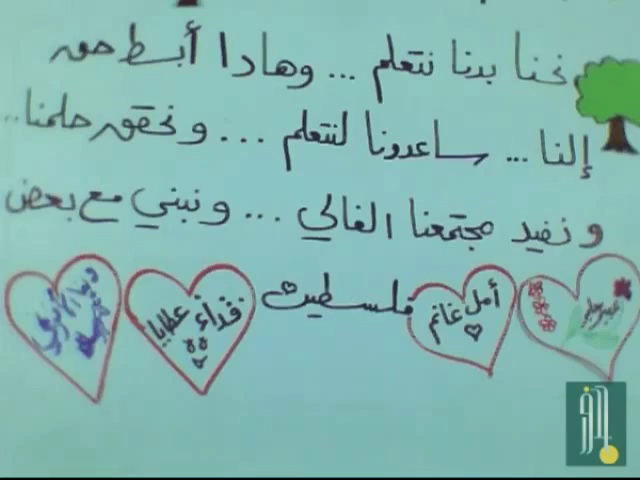 نحنا بدنا نتعلم ... وهادا أبسط حق
إلنا ... ساعدونا لنتعلم ... ونحقق حلمنا..
ونفيد مجتمعنا الغالي ... ونبني مع بعض
فلسطين
أمل غانم
فداء عطايا